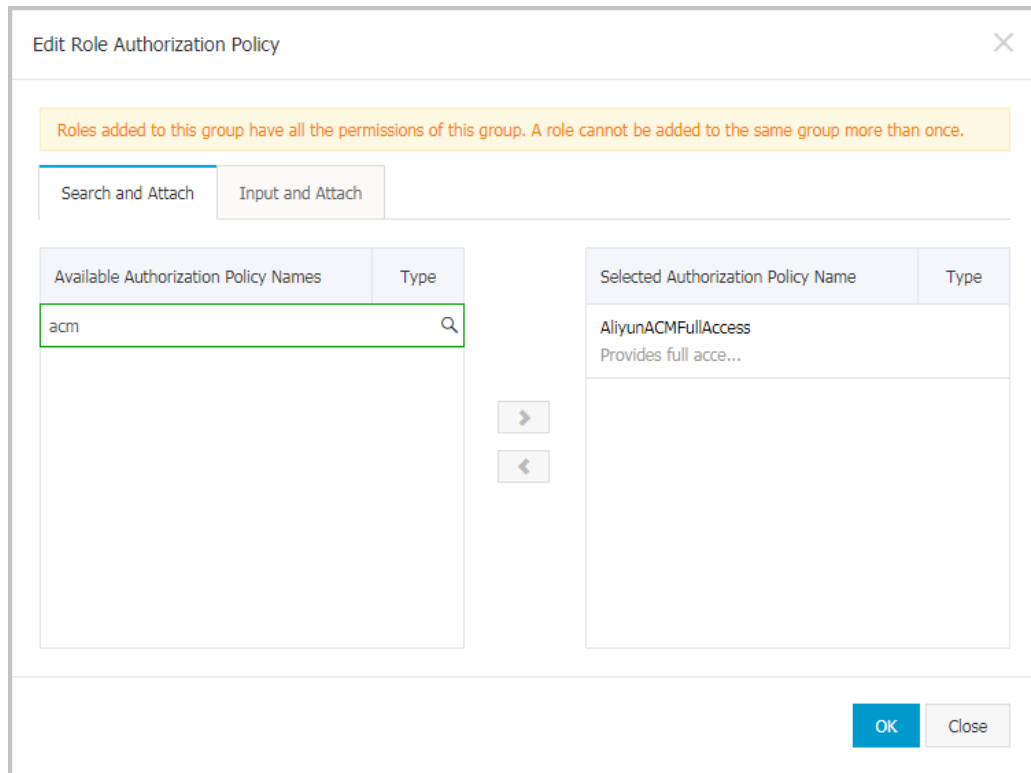 Edit Role Authorization Policy
Roles added to this group have all the permissions of this group. A role cannot be added to the same group more than once.
Search and Attach
Input and Attach
Available Authorization Policy Names
Type
acm
Selected Authorization Policy Name
Type
AliyunACMFullAccess
Provides full acce...
OK
Close